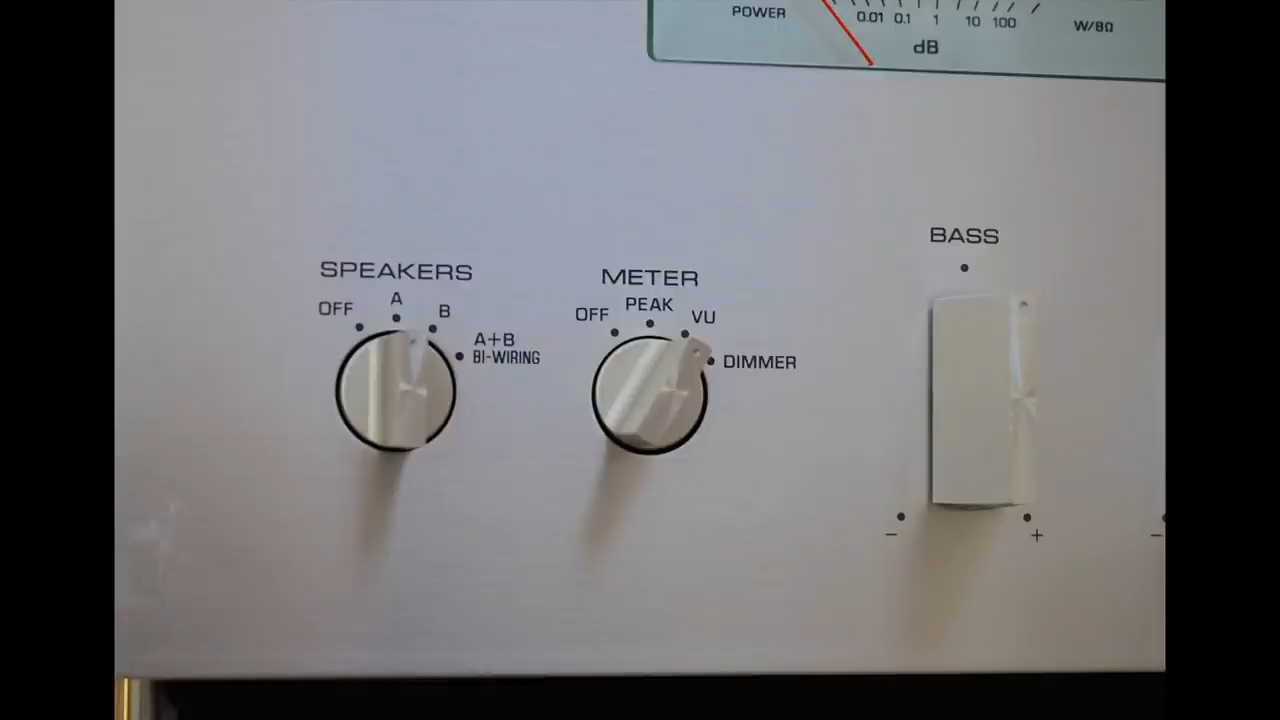 POWER
0.01 0.1 1 10 100
W/8Ω
dB
SPEAKERS
OFF
A
B
A+B
BI-WIRING
METER
OFF
PEAK
VU
DIMMER
BASS
− +
−